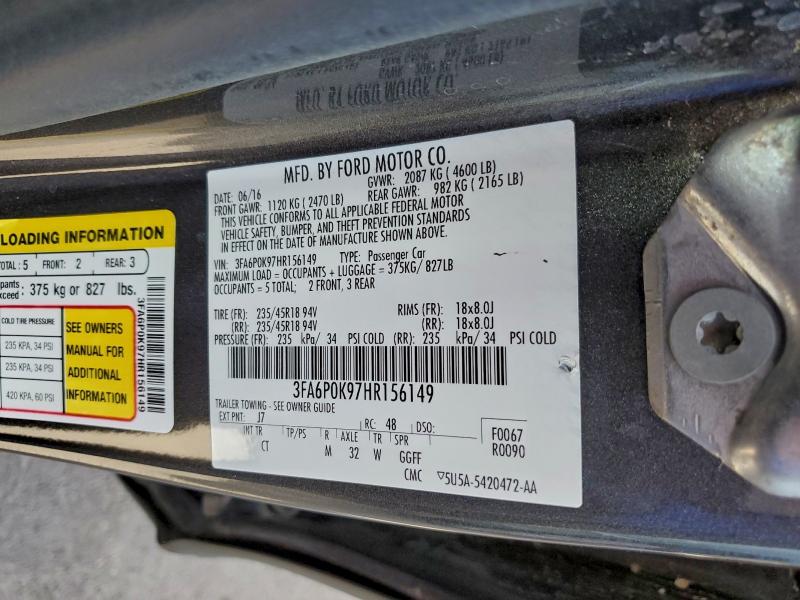 MFD. BY FORD MOTOR CO.
DATE: 06/16 GVWR: 2087 KG ( 4600 LB)
FRONT GAWR: 1120 KG ( 2470 LB) REAR GAWR: 982 KG ( 2165 LB)
THIS VEHICLE CONFORMS TO ALL APPLICABLE FEDERAL MOTOR
VEHICLE SAFETY, BUMPER, AND THEFT PREVENTION STANDARDS
IN EFFECT ON THE DATE OF MANUFACTURE SHOWN ABOVE.
VIN: 3FA6P0K97HR156149 TYPE: Passenger Car
MAXIMUM LOAD = OCCUPANTS + LUGGAGE = 375KG/ 827LB
OCCUPANTS = 5 TOTAL; 2 FRONT, 3 REAR
TIRE (FR): 235/45R18 94V RIMS (FR): 18x8.0J
(RR): 235/45R18 94V (RR): 18x8.0J
PRESSURE (FR): 235 kPa/ 34 PSI COLD (RR): 235 kPa/ 34 PSI COLD
3FA6P0K97HR156149
TRAILER TOWING - SEE OWNER GUIDE
EXT PNT: J7 RC: 48 DSO: F0067
INT TR TP/PS R AXLE TR SPR R0090
CT M 32 W GGFF
CMC ▽5U5A-5420472-AA
LOADING INFORMATION
TOTAL : 5 FRONT: 2 REAR: 3
375 kg or 827 lbs.
COLD TIRE PRESSURE
235 KPA, 34 PSI
235 KPA, 34 PSI
420 KPA, 60 PSI
SEE OWNERS
MANUAL FOR
ADDITIONAL
INFORMATION
3FA6P0K97HR156149